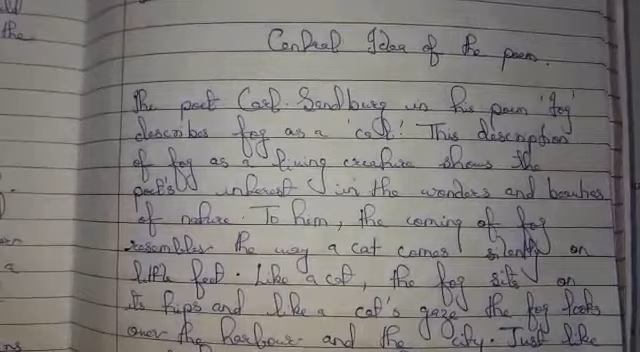 ld
the
Central Idea of the poem.
The poet Carl. Sandburg in his poem 'fog'
describes fog as a 'cat'. This description
of fog as a living creature shows the
poet's interest in the wonders and beauties
of nature. To him, the coming of fog
resembles the way a cat comes silently on
little feet. Like a cat, the fog sits on
its hips and like a cat's gaze the fog looks
over the harbour and the city. Just like
a
ns